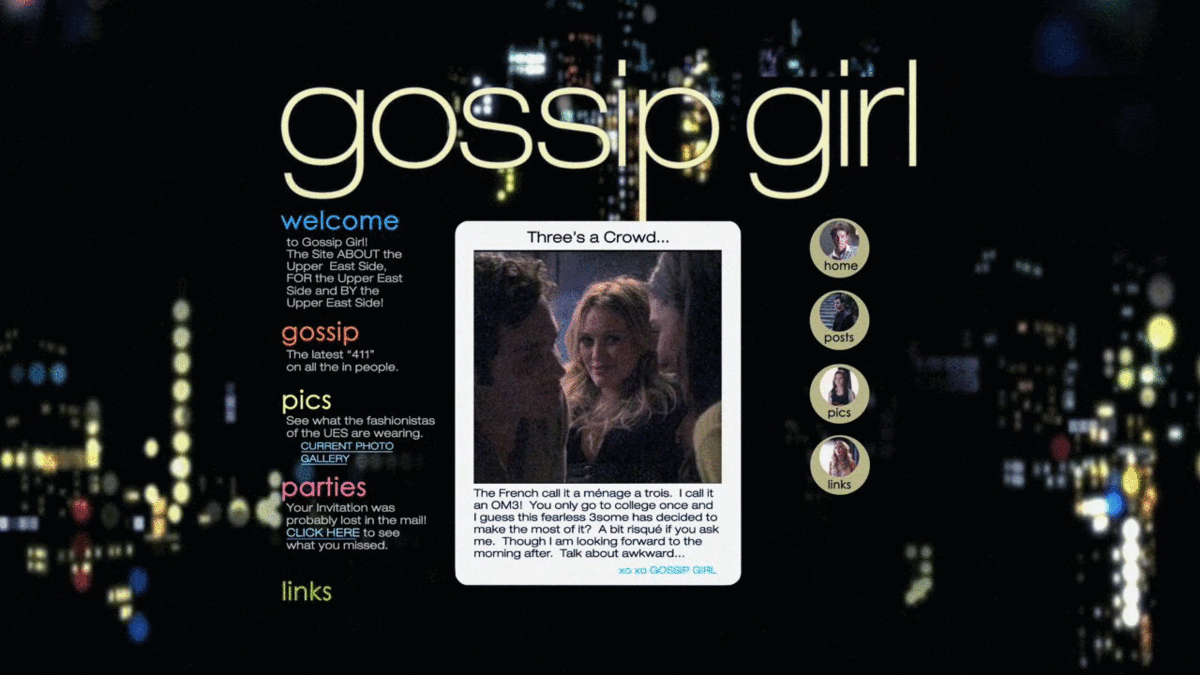 gossip girl
welcome
to Gossip Girl!
The Site ABOUT the
Upper East Side,
FOR the Upper East
Side and BY the
Upper East Side!
gossip
The latest "411"
on all the in people.
pics
See what the fashionistas
of the UES are wearing.
CURRENT PHOTO
GALLERY
parties
Your Invitation was
probably lost in the mail!
CLICK HERE to see
what you missed.
links
Three's a Crowd...
The French call it a ménage a trois. I call it
an OM3! You only go to college once and
I guess this fearless 3some has decided to
make the most of it? A bit risqué if you ask
me. Though I am looking forward to the
morning after. Talk about awkward...
xo xo GOSSIP GIRL
home
posts
pics
links